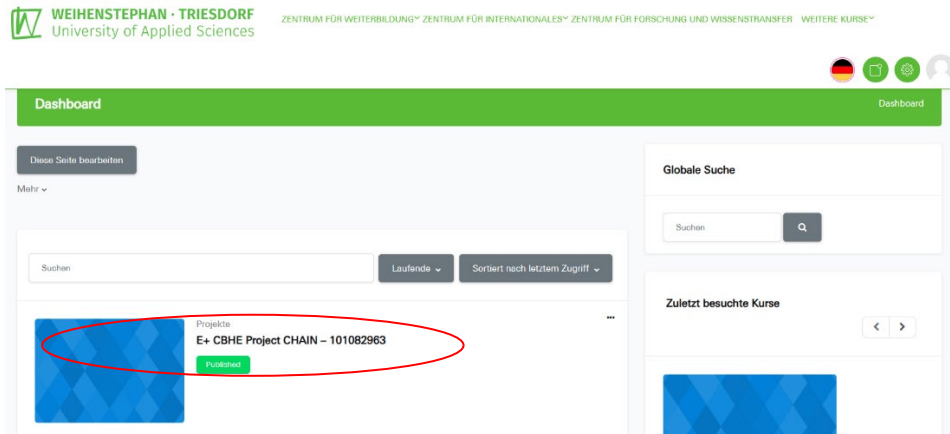 WEIHENSTEPHAN · TRIESDORF
University of Applied Sciences
ZENTRUM FÜR WEITERBILDUNG ZENTRUM FÜR INTERNATIONALES ZENTRUM FÜR FORSCHUNG UND WISSENSTRANSFER WEITERE KURSE
Dashboard
Dashboard
Diese Seite bearbeiten
Mehr
Suchen
Laufende
Sortiert nach letztem Zugriff
Projekte
E+ CBHE Project CHAIN – 101082963
Published
Globale Suche
Suchen
Zuletzt besuchte Kurse